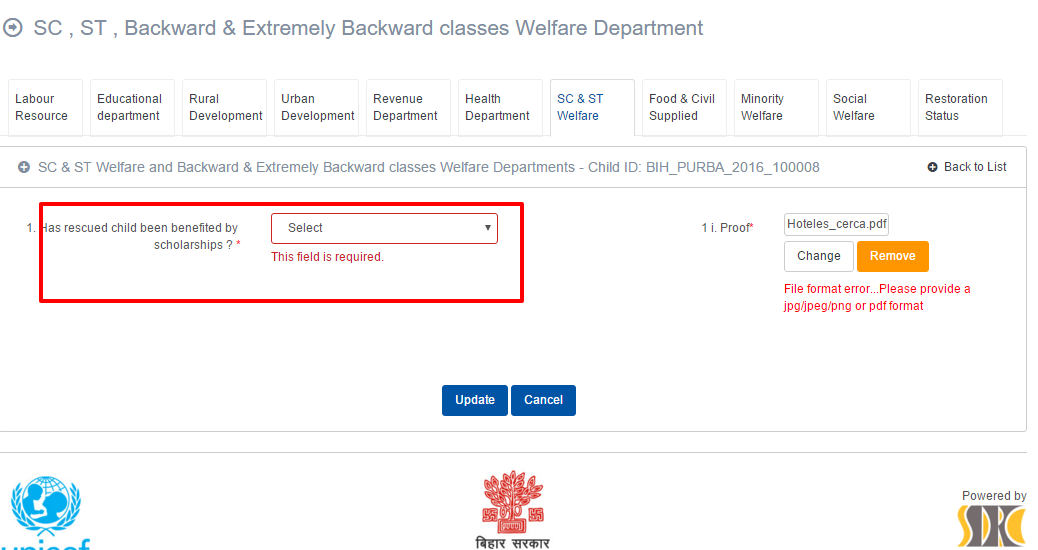 SC , ST , Backward & Extremely Backward classes Welfare Department
Labour Resource
Educational department
Rural Development
Urban Development
Revenue Department
Health Department
SC & ST Welfare
Food & Civil Supplied
Minority Welfare
Social Welfare
Restoration Status
SC & ST Welfare and Backward & Extremely Backward classes Welfare Departments - Child ID: BIH_PURBA_2016_100008
Back to List
1. Has rescued child been benefited by
scholarships ? *
Select
This field is required.
1 i. Proof*
Hoteles_cerca.pdf
Change
Remove
File format error...Please provide a
jpg/jpeg/png or pdf format
Update
Cancel
unicef
बिहार सरकार
Powered by
SDRC